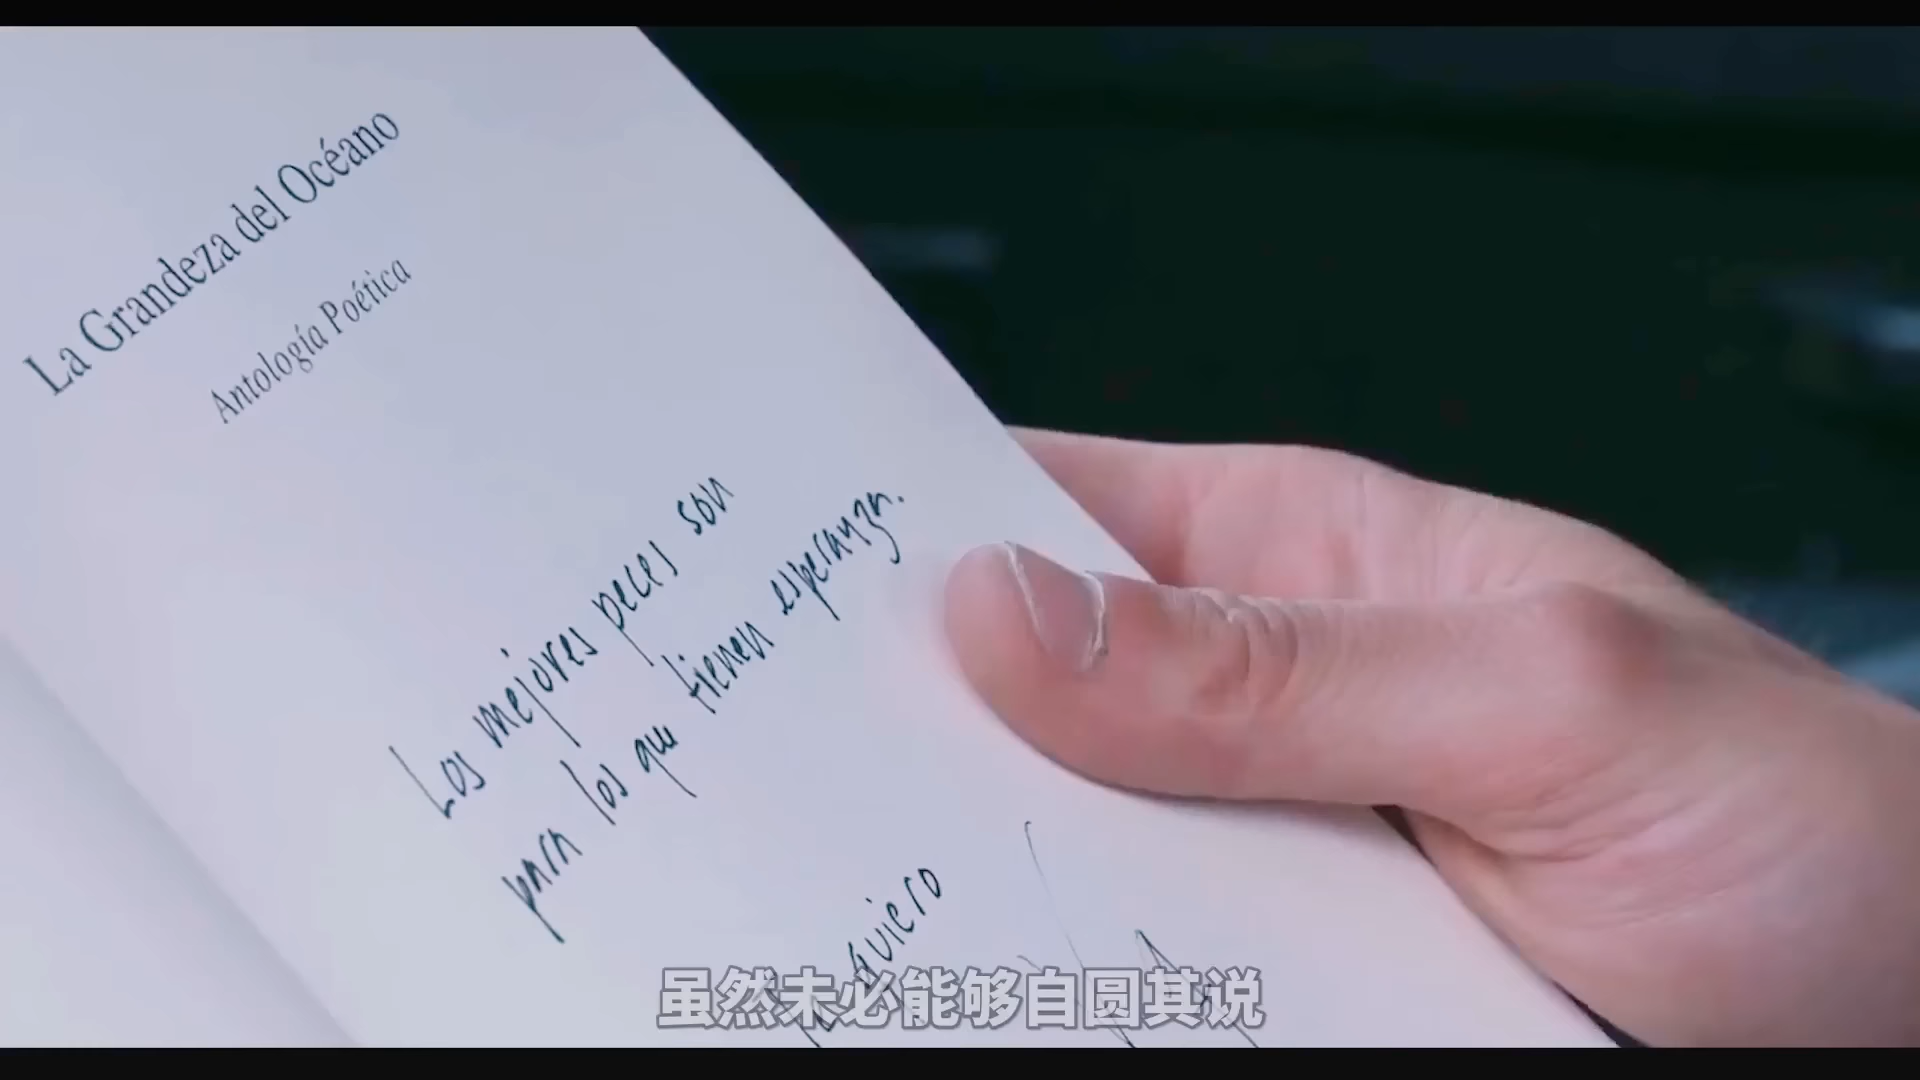 La Grandeza del Océano
Antología Poética
Los mejores peces son
para los que tienen esperanza.
虽然未必能够自圆其说